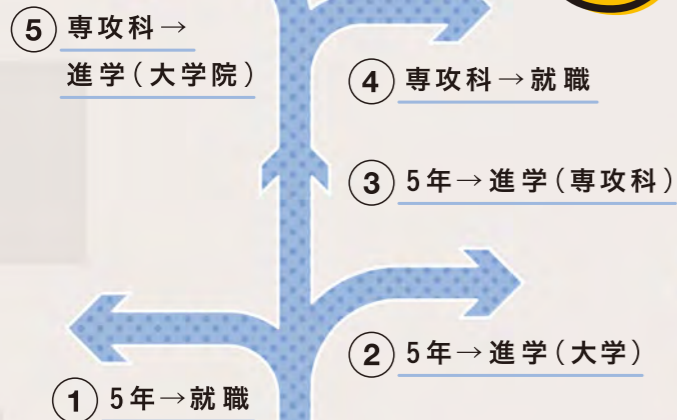 ⑤ 専攻科→
進学(大学院)
④ 専攻科→就職
③ 5年→進学(専攻科)
② 5年→進学(大学)
① 5年→就職